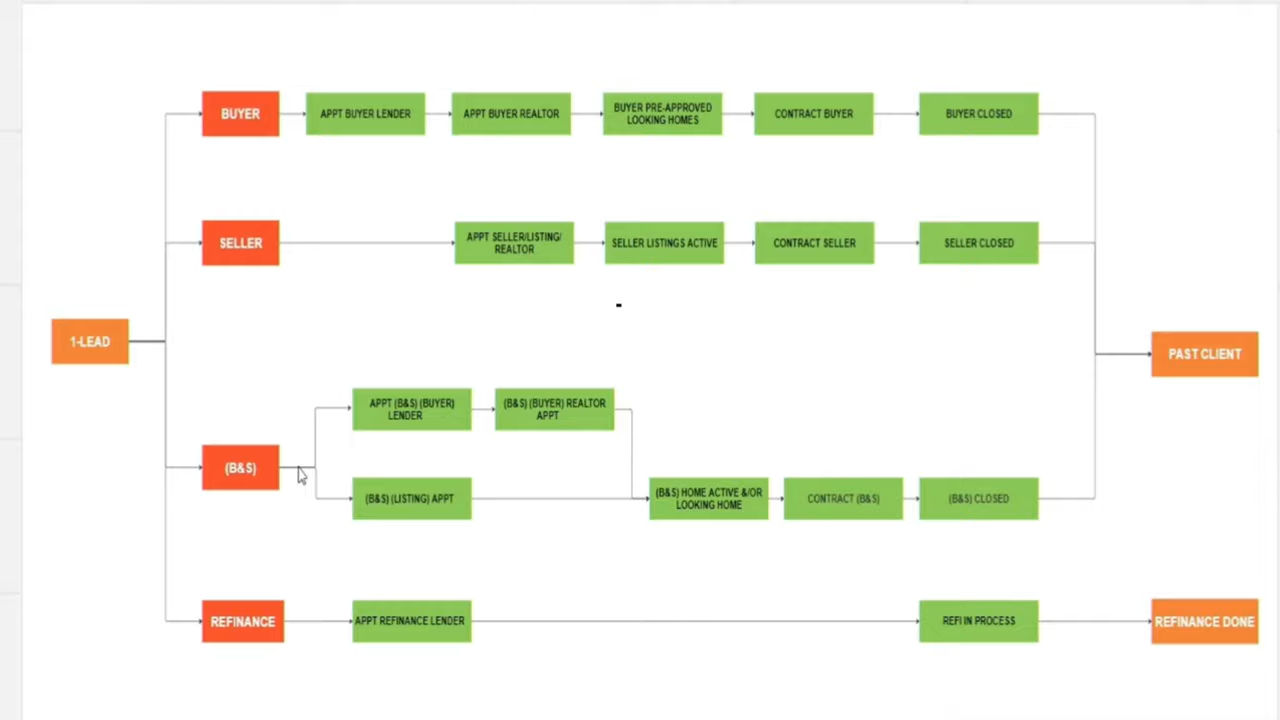 BUYER
APPT BUYER LENDER
APPT BUYER REALTOR
BUYER PRE-APPROVED
LOOKING HOMES
CONTRACT BUYER
BUYER CLOSED
SELLER
APPT SELLER/LISTING/
REALTOR
SELLER LISTINGS ACTIVE
CONTRACT SELLER
SELLER CLOSED
1-LEAD
PAST CLIENT
APPT (B&S) (BUYER)
LENDER
(B&S) (BUYER) REALTOR
APPT
(B&S)
(B&S) (LISTING) APPT
(B&S) HOME ACTIVE &/OR
LOOKING HOME
CONTRACT (B&S)
(B&S) CLOSED
REFINANCE
APPT REFINANCE LENDER
REFI IN PROCESS
REFINANCE DONE